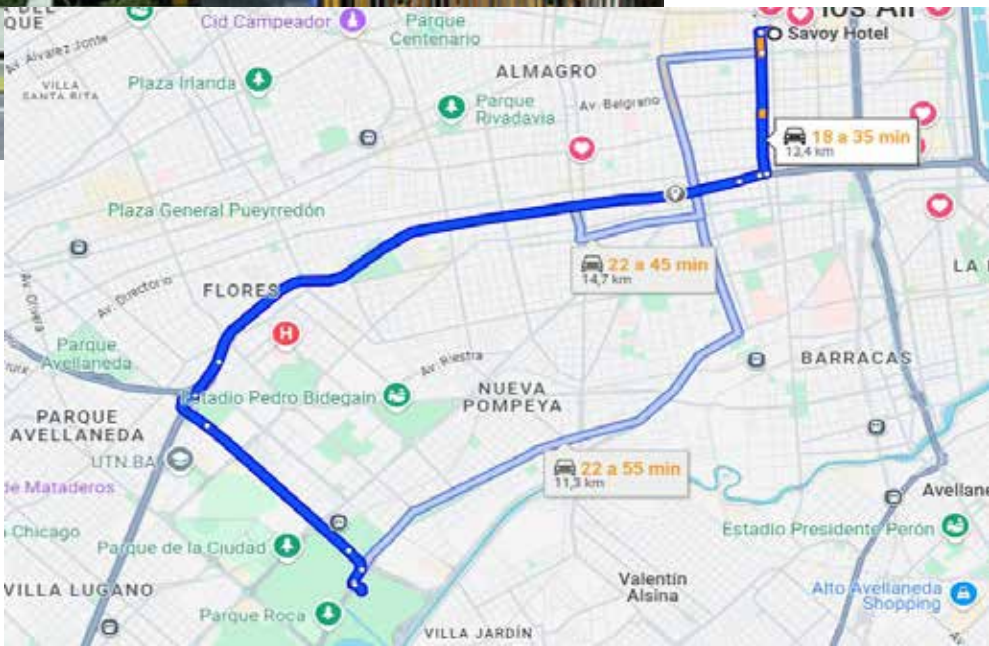 QUE
Cid Campeador
Parque
Centenario
Savoy Hotel
Av Alvarez Jonte
ALMAGRO
VILLA
SANTA RITA
Plaza Irlanda
Parque
Rivadavia
Av. Belgrano
18 a 35 min
12,4 km
Plaza General Pueyrredón
22 a 45 min
14,7 km
LA
FLORES
Av. Directorio
Av. Olivera
Parque
Avellaneda
H
Av. Riestra
BARRACAS
Estadio Pedro Bidegain
NUEVA
POMPEYA
PARQUE
AVELLANEDA
UTN.BA
22 a 55 min
11,3 km
de Mataderos
Avellane
Chicago
Parque de la Ciudad
Estadio Presidente Perón
VILLA LUGANO
Valentín
Alsina
Alto Avellaneda
Shopping
Parque Roca
VILLA JARDÍN
Av.